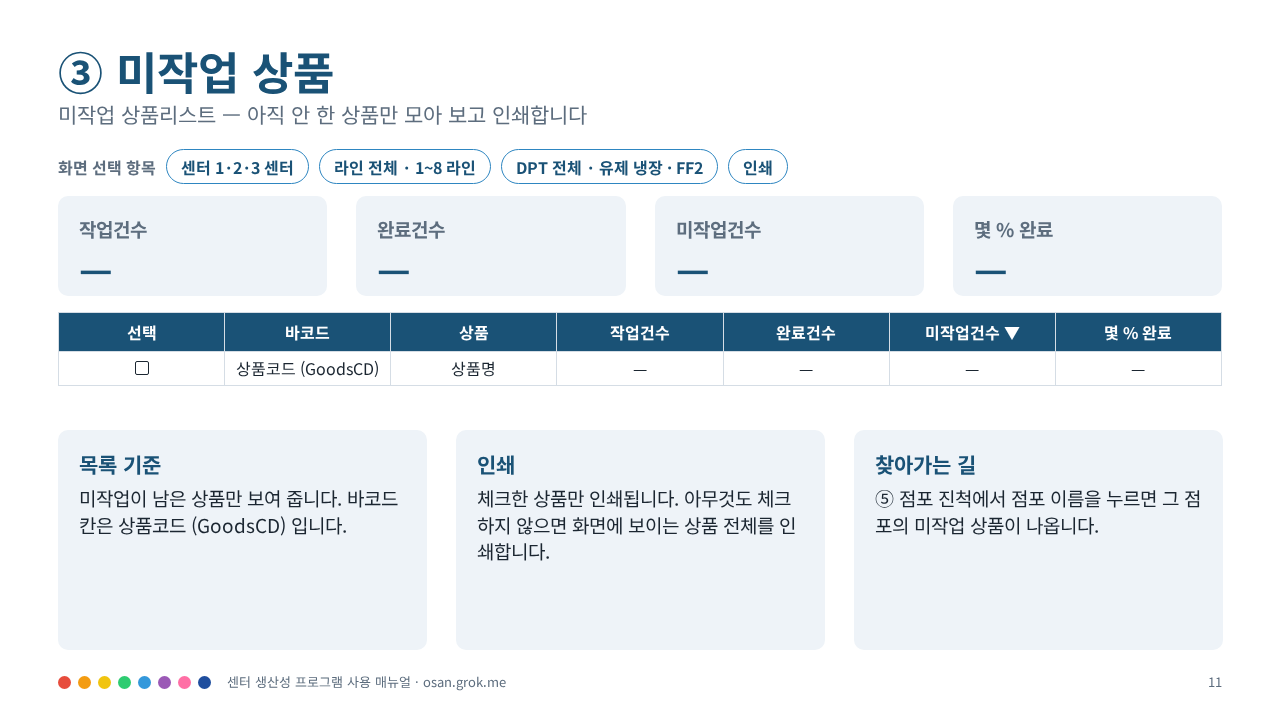 ③ 미작업 상품
미작업 상품리스트 — 아직 안 한 상품만 모아 보고 인쇄합니다
화면 선택 항목 센터 1·2·3 센터 라인 전체 · 1~8 라인 DPT 전체 · 유제 냉장 · FF2 인쇄
작업건수 완료건수 미작업건수 몇 % 완료
— — — —
선택 바코드 상품 작업건수 완료건수 미작업건수 ▼ 몇 % 완료
☐ 상품코드 (GoodsCD) 상품명 — — — —
목록 기준
미작업이 남은 상품만 보여 줍니다. 바코드
칸은 상품코드 (GoodsCD) 입니다.
인쇄
체크한 상품만 인쇄됩니다. 아무것도 체크
하지 않으면 화면에 보이는 상품 전체를 인
쇄합니다.
찾아가는 길
⑤ 점포 진척에서 점포 이름을 누르면 그 점
포의 미작업 상품이 나옵니다.
센터 생산성 프로그램 사용 매뉴얼 · osan.grok.me 11